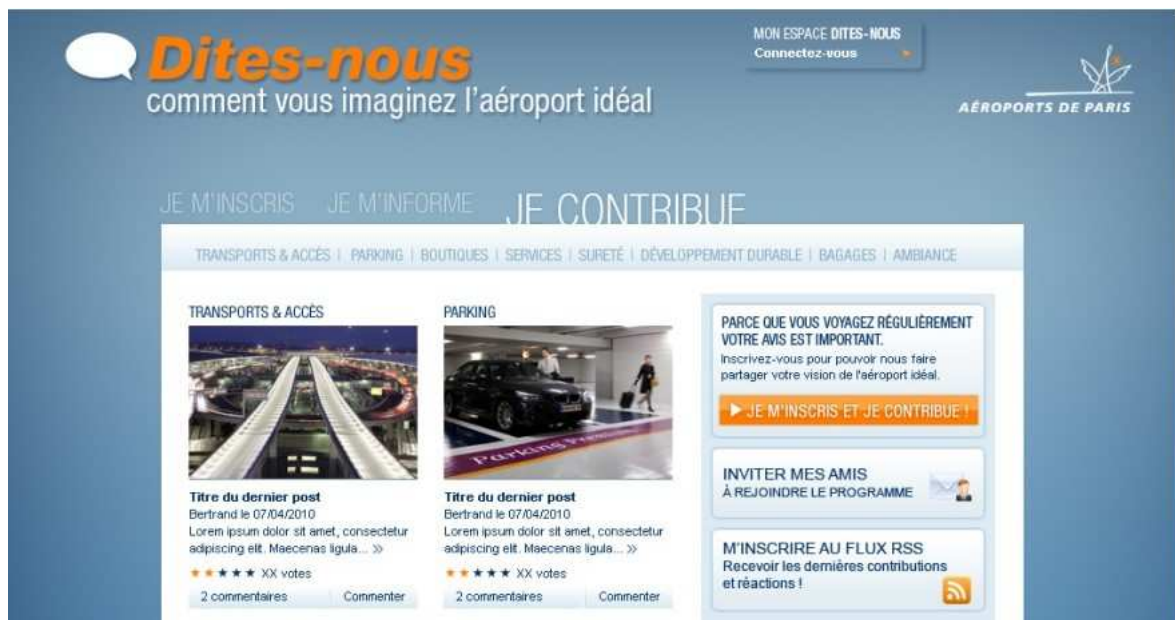 Dites-nous
comment vous imaginez l'aéroport idéal
MON ESPACE DITES-NOUS
Connectez-vous
AÉROPORTS DE PARIS
JE M'INSCRIS JE M'INFORME JE CONTRIBUE
TRANSPORTS & ACCÈS | PARKING | BOUTIQUES | SERVICES | SURETÉ | DÉVELOPPEMENT DURABLE | BAGAGES | AMBIANCE
TRANSPORTS & ACCÈS
Titre du dernier post
Bertrand le 07/04/2010
Lorem ipsum dolor sit amet, consectetur
adipiscing elit. Maecenas ligula... »
XX votes
2 commentaires Commenter
PARKING
Parking Premium
Titre du dernier post
Bertrand le 07/04/2010
Lorem ipsum dolor sit amet, consectetur
adipiscing elit. Maecenas ligula... »
XX votes
2 commentaires Commenter
PARCE QUE VOUS VOYAGEZ RÉGULIÈREMENT
VOTRE AVIS EST IMPORTANT.
Inscrivez-vous pour pouvoir nous faire
partager votre vision de l'aéroport idéal.
JE M'INSCRIS ET JE CONTRIBUE !
INVITER MES AMIS
À REJOINDRE LE PROGRAMME
M'INSCRIRE AU FLUX RSS
Recevoir les dernières contributions
et réactions !